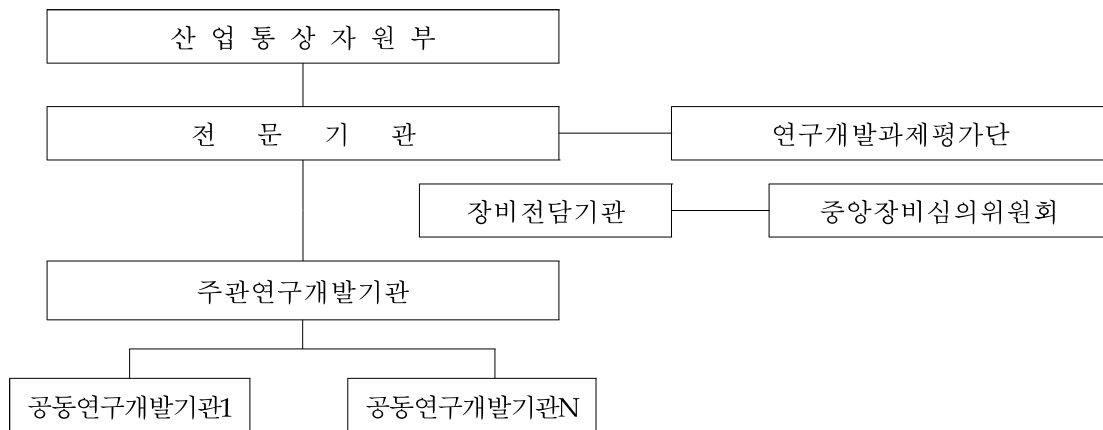 산 업 통 상 자 원 부
전 문 기 관
연구개발과제평가단
장비전담기관
중앙장비심의위원회
주관연구개발기관
공동연구개발기관1
공동연구개발기관N